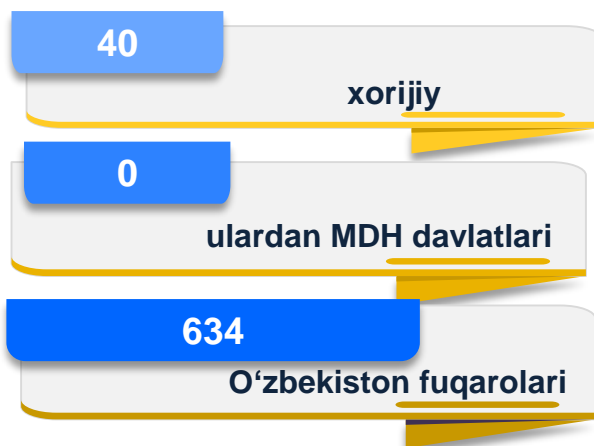 40
xorijiy
0
ulardan MDH davlatlari
634
O‘zbekiston fuqarolari